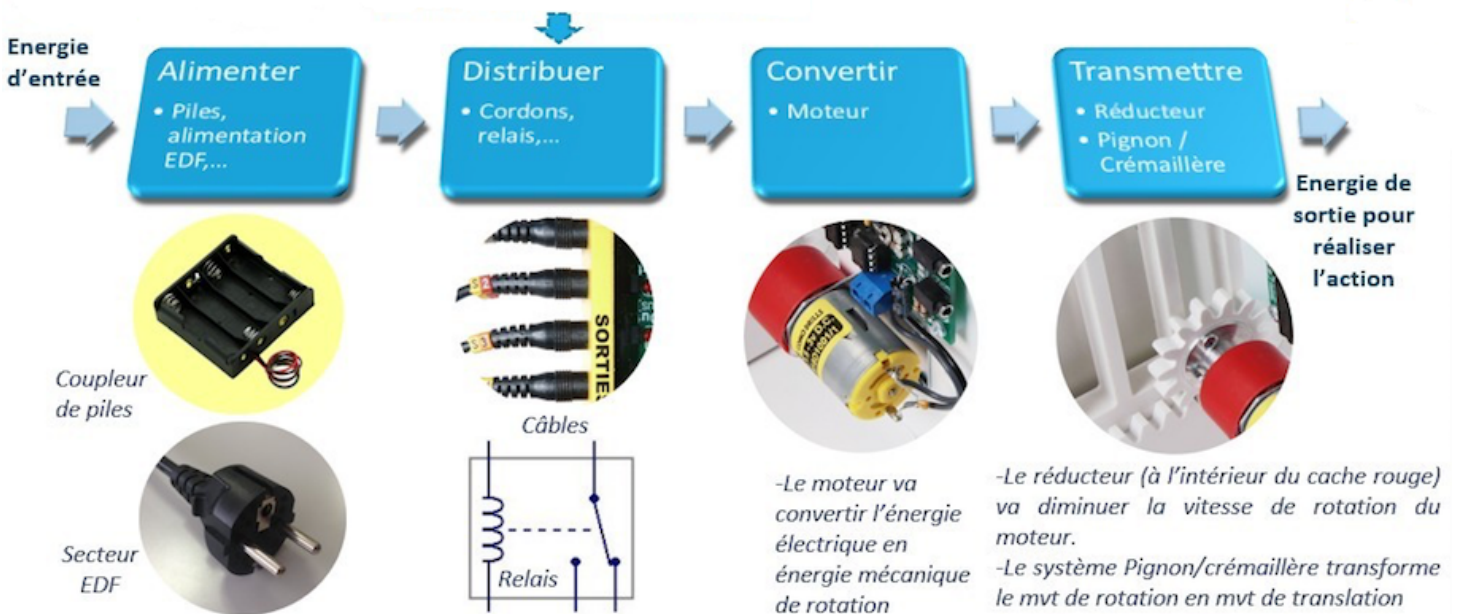 Energie
d'entrée
Alimenter
• Piles,
alimentation
EDF,...
Distribuer
• Cordons,
relais,...
Convertir
• Moteur
Transmettre
• Réducteur
• Pignon /
Crémaillère
Energie de
sortie pour
réaliser
l'action
Coupleur
de piles
S 2
S 3
SORTIE
Câbles
Secteur
EDF
Relais
-Le moteur va
convertir l'énergie
électrique en
énergie mécanique
de rotation
-Le réducteur (à l'intérieur du cache rouge)
va diminuer la vitesse de rotation du
moteur.
-Le système Pignon/crémaillère transforme
le mvt de rotation en mvt de translation